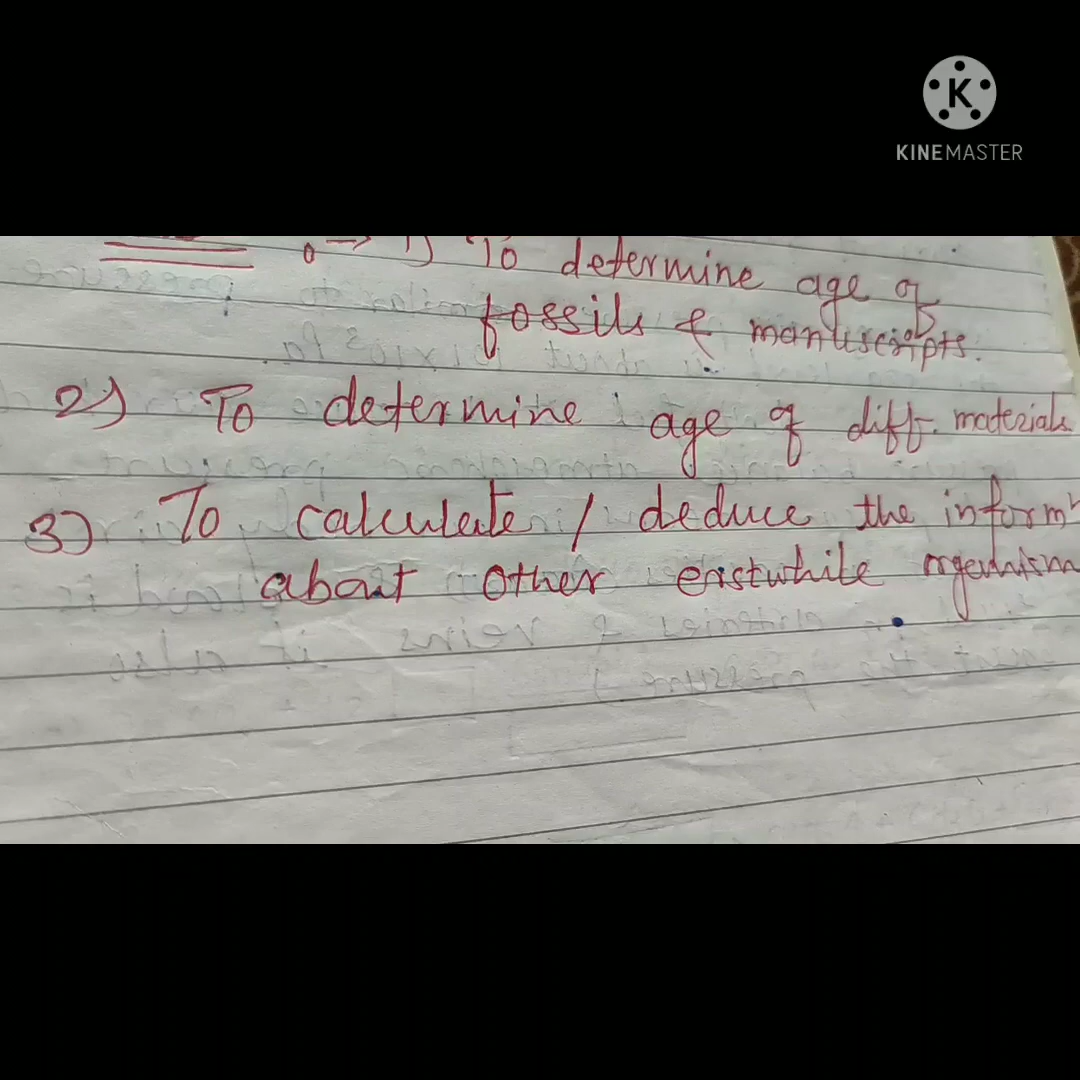 K
KINEMASTER
→ 1) To determine age of
fossils & manuscripts.
2) To determine age of diff. materials
3) To calculate / deduce the inform
about other erstwhile organism